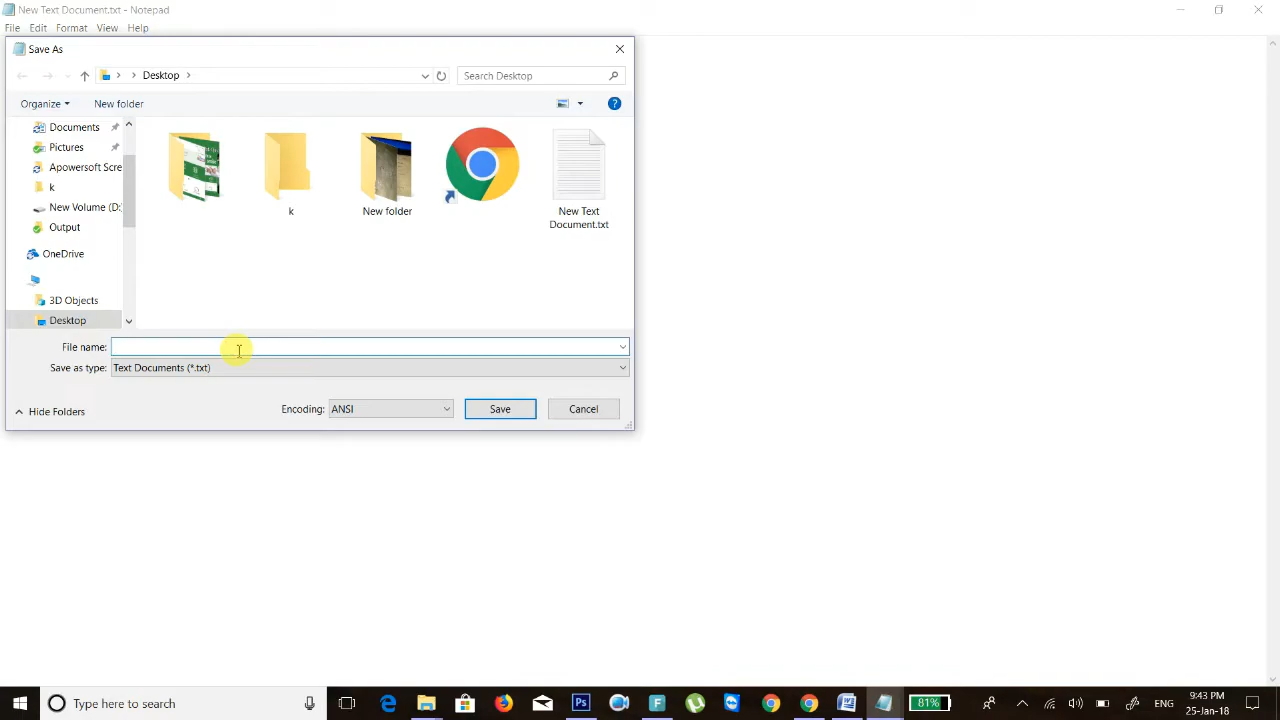 New Text Document.txt - Notepad
File Edit Format View Help
Save As
Desktop
Search Desktop
Organize New folder
Documents
Pictures
Apowersoft Scre
k
New Volume (D:
Output
OneDrive
3D Objects
Desktop
k
New folder
New Text
Document.txt
File name:
Save as type: Text Documents (*.txt)
Hide Folders
Encoding: ANSI
Save
Cancel
Type here to search
Ps
F
81%
ENG
9:43 PM
25-Jan-18